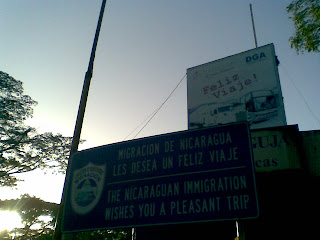 DGA
Feliz
Viaje!
MIGRACION DE NICARAGUA
LES DESEA UN FELIZ VIAJE
THE NICARAGUAN IMMIGRATION
WISHES YOU A PLEASANT TRIP